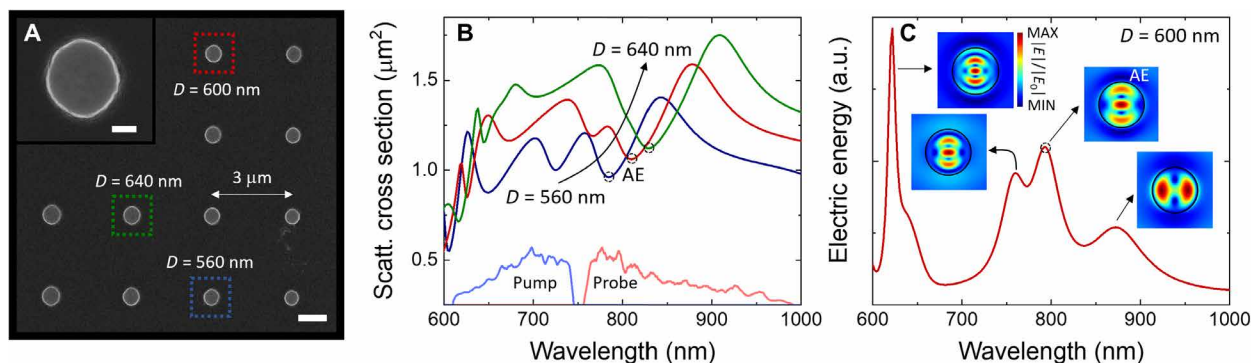 A
D = 600 nm
3 µm
D = 640 nm
D = 560 nm
B
D = 640 nm
D = 560 nm
AE
Pump
Probe
Scatt. cross section (µm²)
1.5
1.0
0.5
600 700 800 900 1000
Wavelength (nm)
C
D = 600 nm
MAX
|E|/|E₀|
MIN
AE
Electric energy (a.u.)
600 700 800 900 1000
Wavelength (nm)